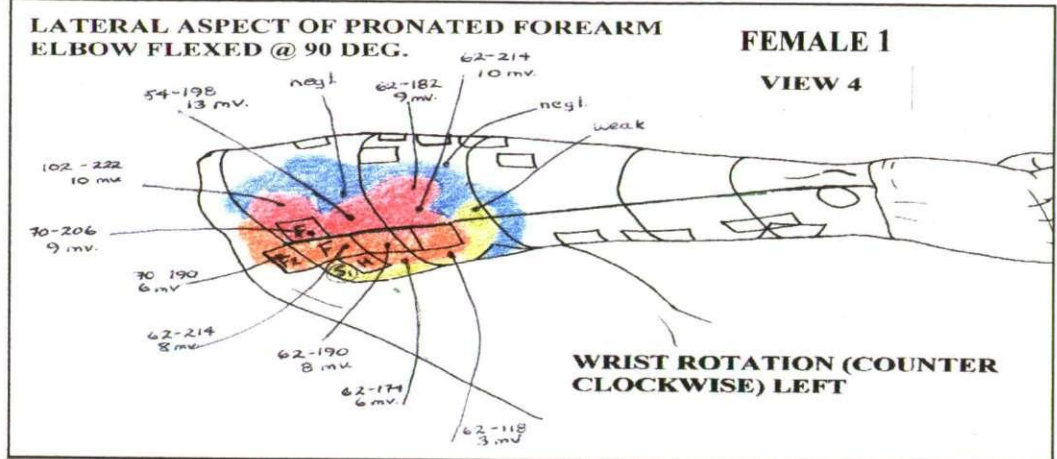 LATERAL ASPECT OF PRONATED FOREARM
ELBOW FLEXED @ 90 DEG.
FEMALE 1
VIEW 4
62-214
10 mv.
negl
62-182
9 mv.
54-198
13 mv.
negl.
weak
102-222
10 mv
70-206
9 mv.
F
F
F2
S1
H
70-190
6 mv
62-214
8 mv.
62-190
8 mv.
62-174
6 mv.
62-118
3 mv
WRIST ROTATION (COUNTER
CLOCKWISE) LEFT